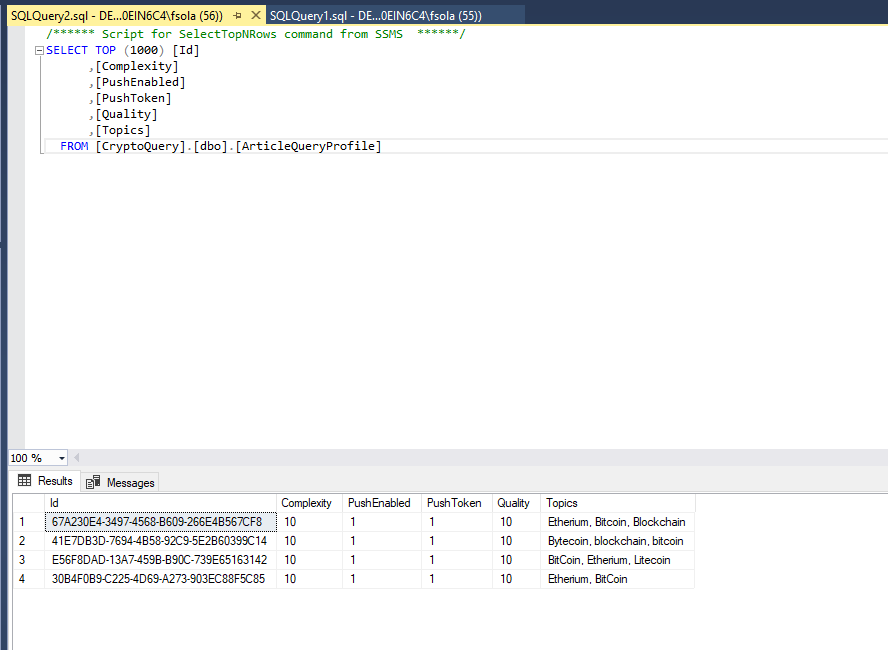 SQLQuery2.sql - DE...0EIN6C4\fsola (56)) SQLQuery1.sql - DE...0EIN6C4\fsola (55))
/****** Script for SelectTopNRows command from SSMS  ******/
SELECT TOP (1000) [Id]
,[Complexity]
,[PushEnabled]
,[PushToken]
,[Quality]
,[Topics]
FROM [CryptoQuery].[dbo].[ArticleQueryProfile]
100 %
Results Messages
Id Complexity PushEnabled PushToken Quality Topics
1 67A230E4-3497-4568-B609-266E4B567CF8 10 1 1 10 Etherium, Bitcoin, Blockchain
2 41E7DB3D-7694-4B58-92C9-5E2B60399C14 10 1 1 10 Bytecoin, blockchain, bitcoin
3 E56F8DAD-13A7-459B-B90C-739E65163142 10 1 1 10 BitCoin, Etherium, Litecoin
4 30B4F0B9-C225-4D69-A273-903EC88F5C85 10 1 1 10 Etherium, BitCoin